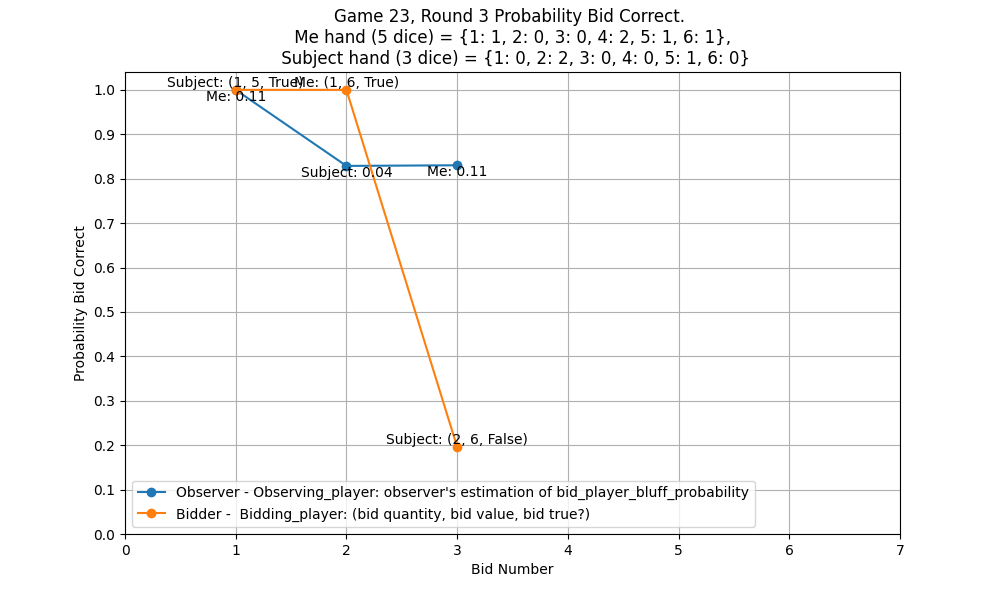 Game 23, Round 3 Probability Bid Correct.
Me hand (5 dice) = {1: 1, 2: 0, 3: 0, 4: 2, 5: 1, 6: 1},
Subject hand (3 dice) = {1: 0, 2: 2, 3: 0, 4: 0, 5: 1, 6: 0}
Subject: (1, 5, True)
Me: (1, 6, True)
Me: 0.11
Subject: 0.04
Me: 0.11
Subject: (2, 6, False)
1.0
0.9
0.8
0.7
0.6
0.5
0.4
0.3
0.2
0.1
0.0
Probability Bid Correct
Observer - Observing_player: observer's estimation of bid_player_bluff_probability
Bidder -  Bidding_player: (bid quantity, bid value, bid true?)
0 1 2 3 4 5 6 7
Bid Number